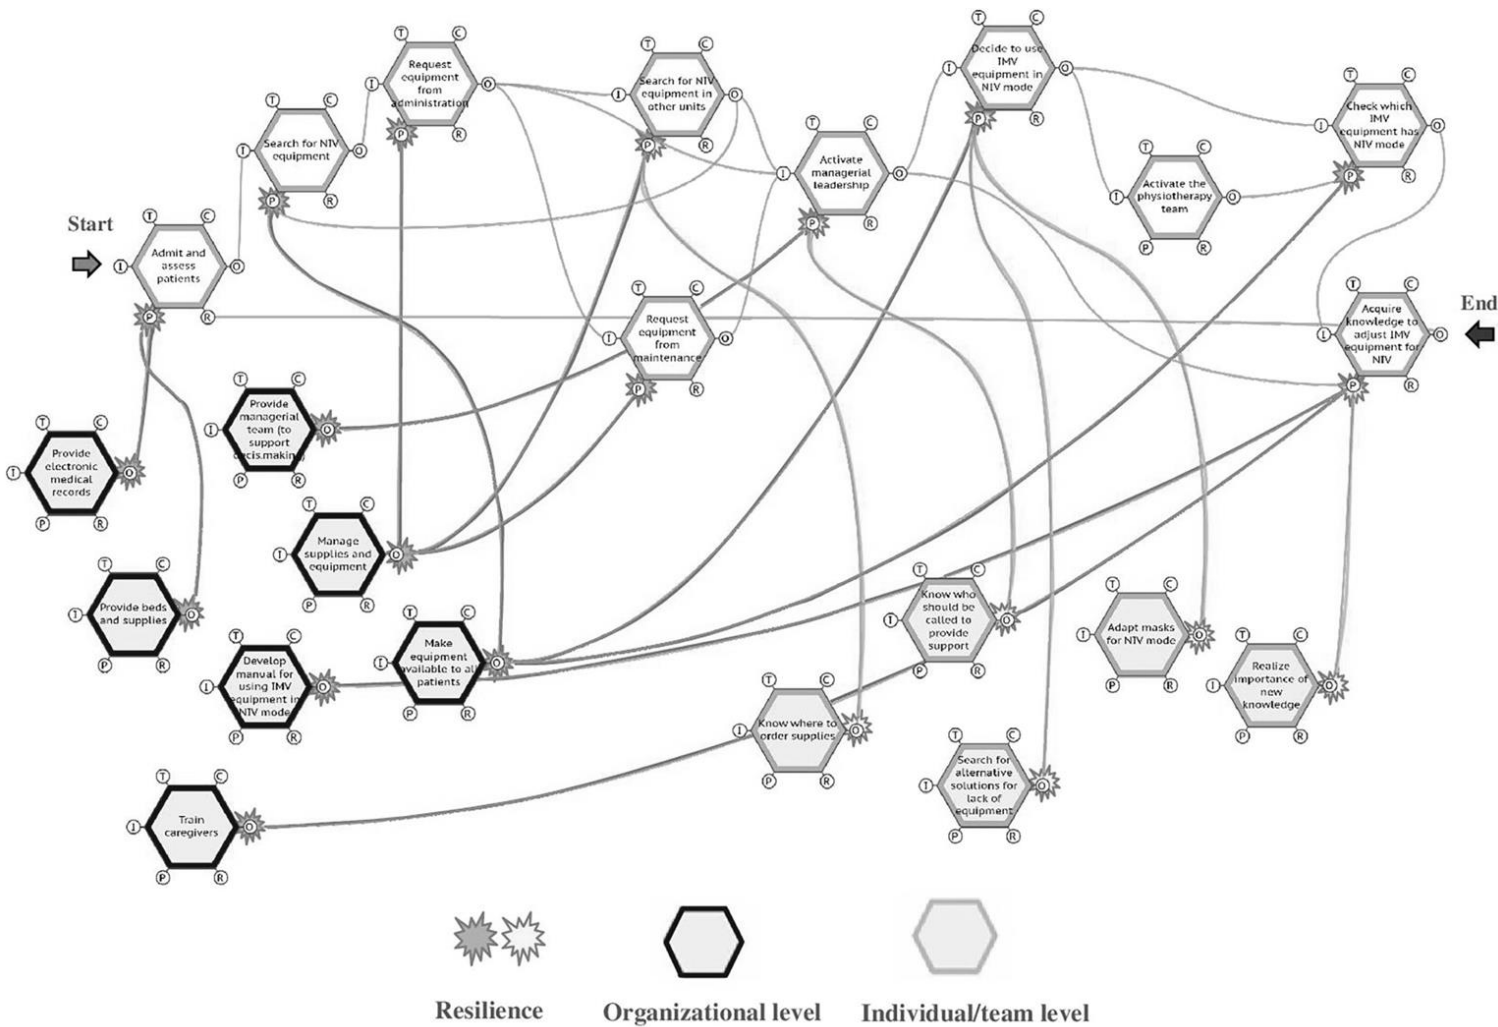 Start
End
Admit and
assess
patients
Search for NIV
equipment
Request
equipment
from
administration
Search for NIV
equipment in
other units
Activate
managerial
leadership
Decide to use
IMV
equipment in
NIV mode
Activate the
physiotherapy
team
Check which
IMV
equipment has
NIV mode
Acquire
knowledge to
adjust IMV
equipment for
NIV
Request
equipment
from
maintenance
Provide
managerial
team (to
support
decis.making)
Provide
electronic
medical
records
Manage
supplies and
equipment
Provide beds
and supplies
Develop
manual for
using IMV
equipment in
NIV mode
Make
equipment
available to all
patients
Know who
should be
called to
provide
support
Adapt masks
for NIV mode
Realize
importance of
new
knowledge
Know where to
order supplies
Search for
alternative
solutions for
lack of
equipment
Train
caregivers
Resilience
Organizational level
Individual/team level